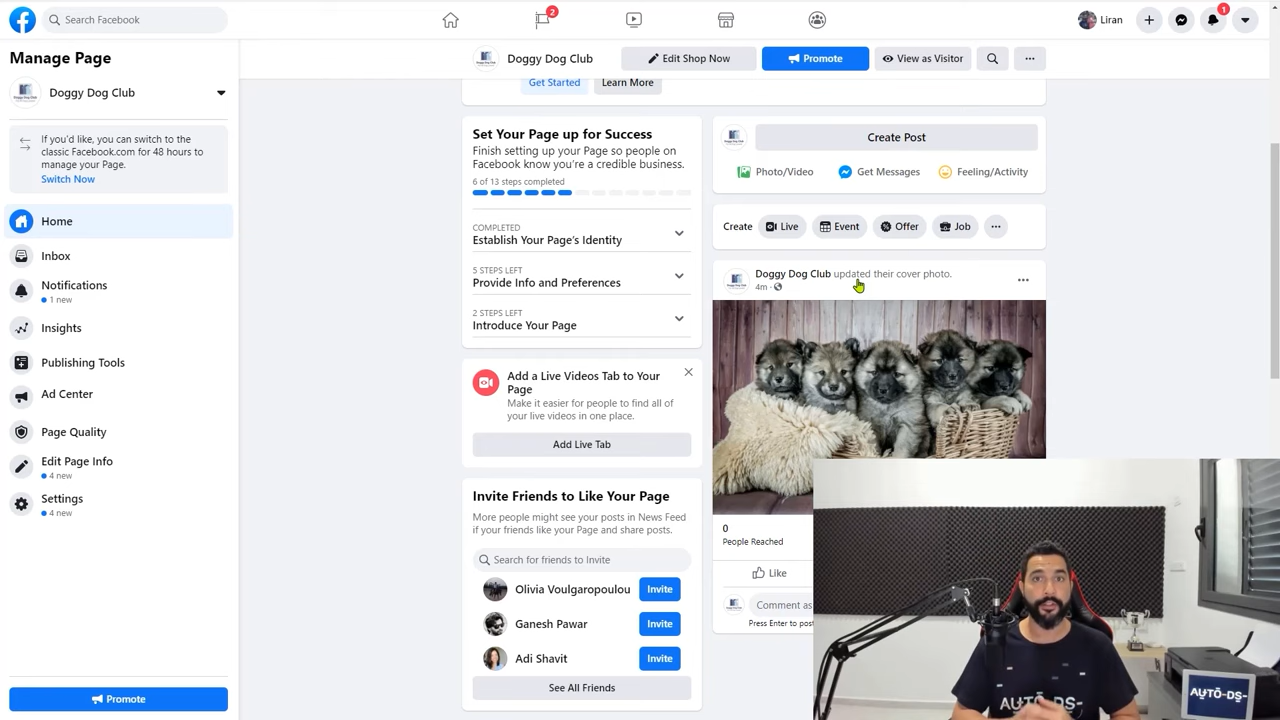 Search Facebook
2
Liran
1
Manage Page
Doggy Dog Club
If you'd like, you can switch to the
classic Facebook.com for 48 hours to
manage your Page.
Switch Now
Home
Inbox
Notifications
1 new
Insights
Publishing Tools
Ad Center
Page Quality
Edit Page Info
4 new
Settings
4 new
Promote
Doggy Dog Club
Edit Shop Now
Promote
View as Visitor
Get Started
Learn More
Set Your Page up for Success
Finish setting up your Page so people on
Facebook know you're a credible business.
6 of 13 steps completed
COMPLETED
Establish Your Page's Identity
5 STEPS LEFT
Provide Info and Preferences
2 STEPS LEFT
Introduce Your Page
Add a Live Videos Tab to Your
Page
Make it easier for people to find all of
your live videos in one place.
Add Live Tab
Invite Friends to Like Your Page
More people might see your posts in News Feed
if your friends like your Page and share posts.
Search for friends to Invite
Olivia Voulgaropoulou
Invite
Ganesh Pawar
Invite
Adi Shavit
Invite
See All Friends
Create Post
Photo/Video
Get Messages
Feeling/Activity
Create
Live
Event
Offer
Job
Doggy Dog Club updated their cover photo.
4m
0
People Reached
Like
Comment as
Press Enter to post
AUTO-DS-
AUTO-DS-